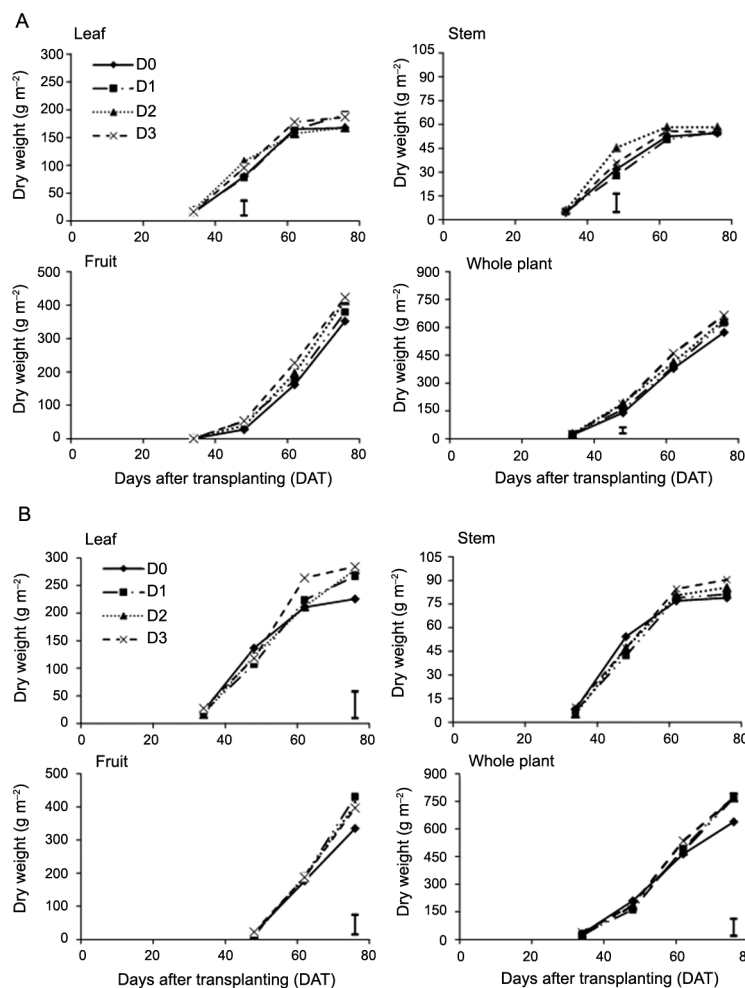 A
Leaf
Dry weight (g m⁻²)
300
250
200
150
100
50
0
D0
D1
D2
D3
0 20 40 60 80
Stem
Dry weight (g m⁻²)
105
90
75
60
45
30
15
0
0 20 40 60 80
Fruit
Dry weight (g m⁻²)
400
300
200
100
0
0 20 40 60 80
Days after transplanting (DAT)
Whole plant
Dry weight (g m⁻²)
900
750
600
450
300
150
0
0 20 40 60 80
Days after transplanting (DAT)
B
Leaf
Dry weight (g m⁻²)
300
250
200
150
100
50
0
D0
D1
D2
D3
0 20 40 60 80
Stem
Dry weight (g m⁻²)
105
90
75
60
45
30
15
0
0 20 40 60 80
Fruit
Dry weight (g m⁻²)
500
400
300
200
100
0
0 20 40 60 80
Days after transplanting (DAT)
Whole plant
Dry weight (g m⁻²)
900
750
600
450
300
150
0
0 20 40 60 80
Days after transplanting (DAT)